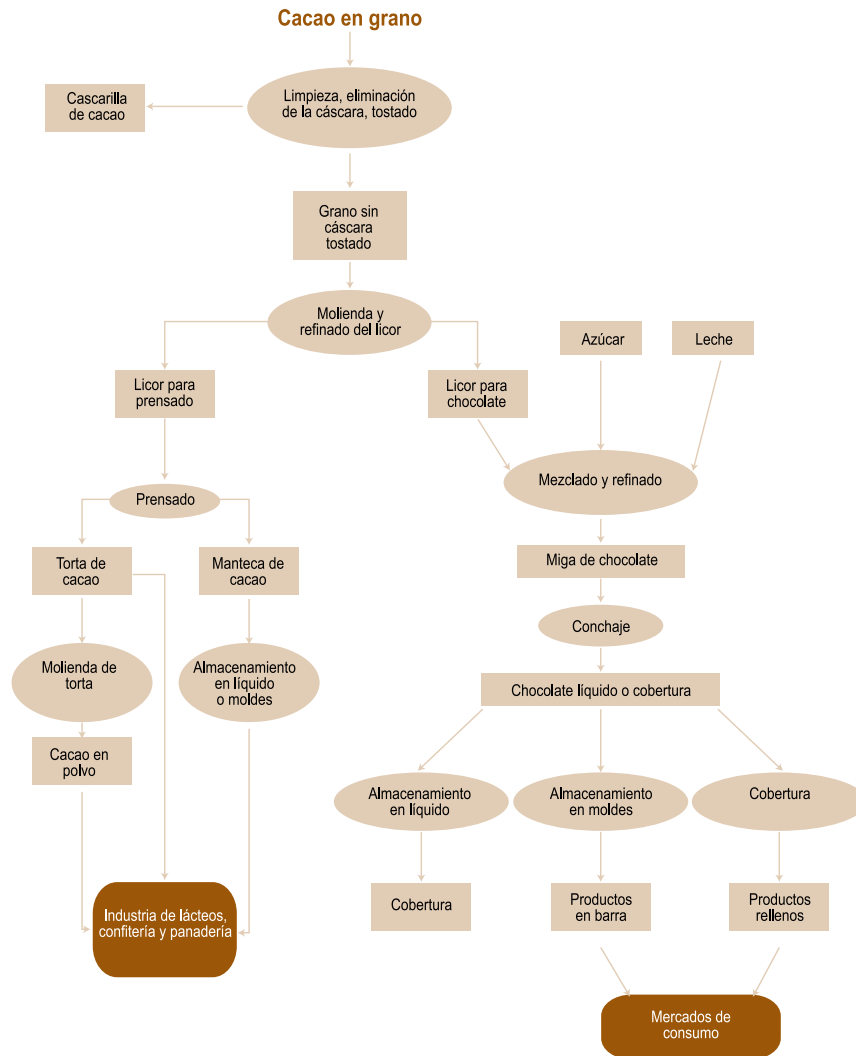 Cacao en grano
Limpieza, eliminación
de la cáscara, tostado
Cascarilla
de cacao
Grano sin
cáscara
tostado
Molienda y
refinado del licor
Azúcar
Leche
Licor para
prensado
Licor para
chocolate
Mezclado y refinado
Prensado
Torta de
cacao
Manteca de
cacao
Miga de chocolate
Conchaje
Molienda de
torta
Almacenamiento
en líquido
o moldes
Chocolate líquido o cobertura
Cacao en
polvo
Almacenamiento
en líquido
Almacenamiento
en moldes
Cobertura
Industria de lácteos,
confitería y panadería
Cobertura
Productos
en barra
Productos
rellenos
Mercados de
consumo